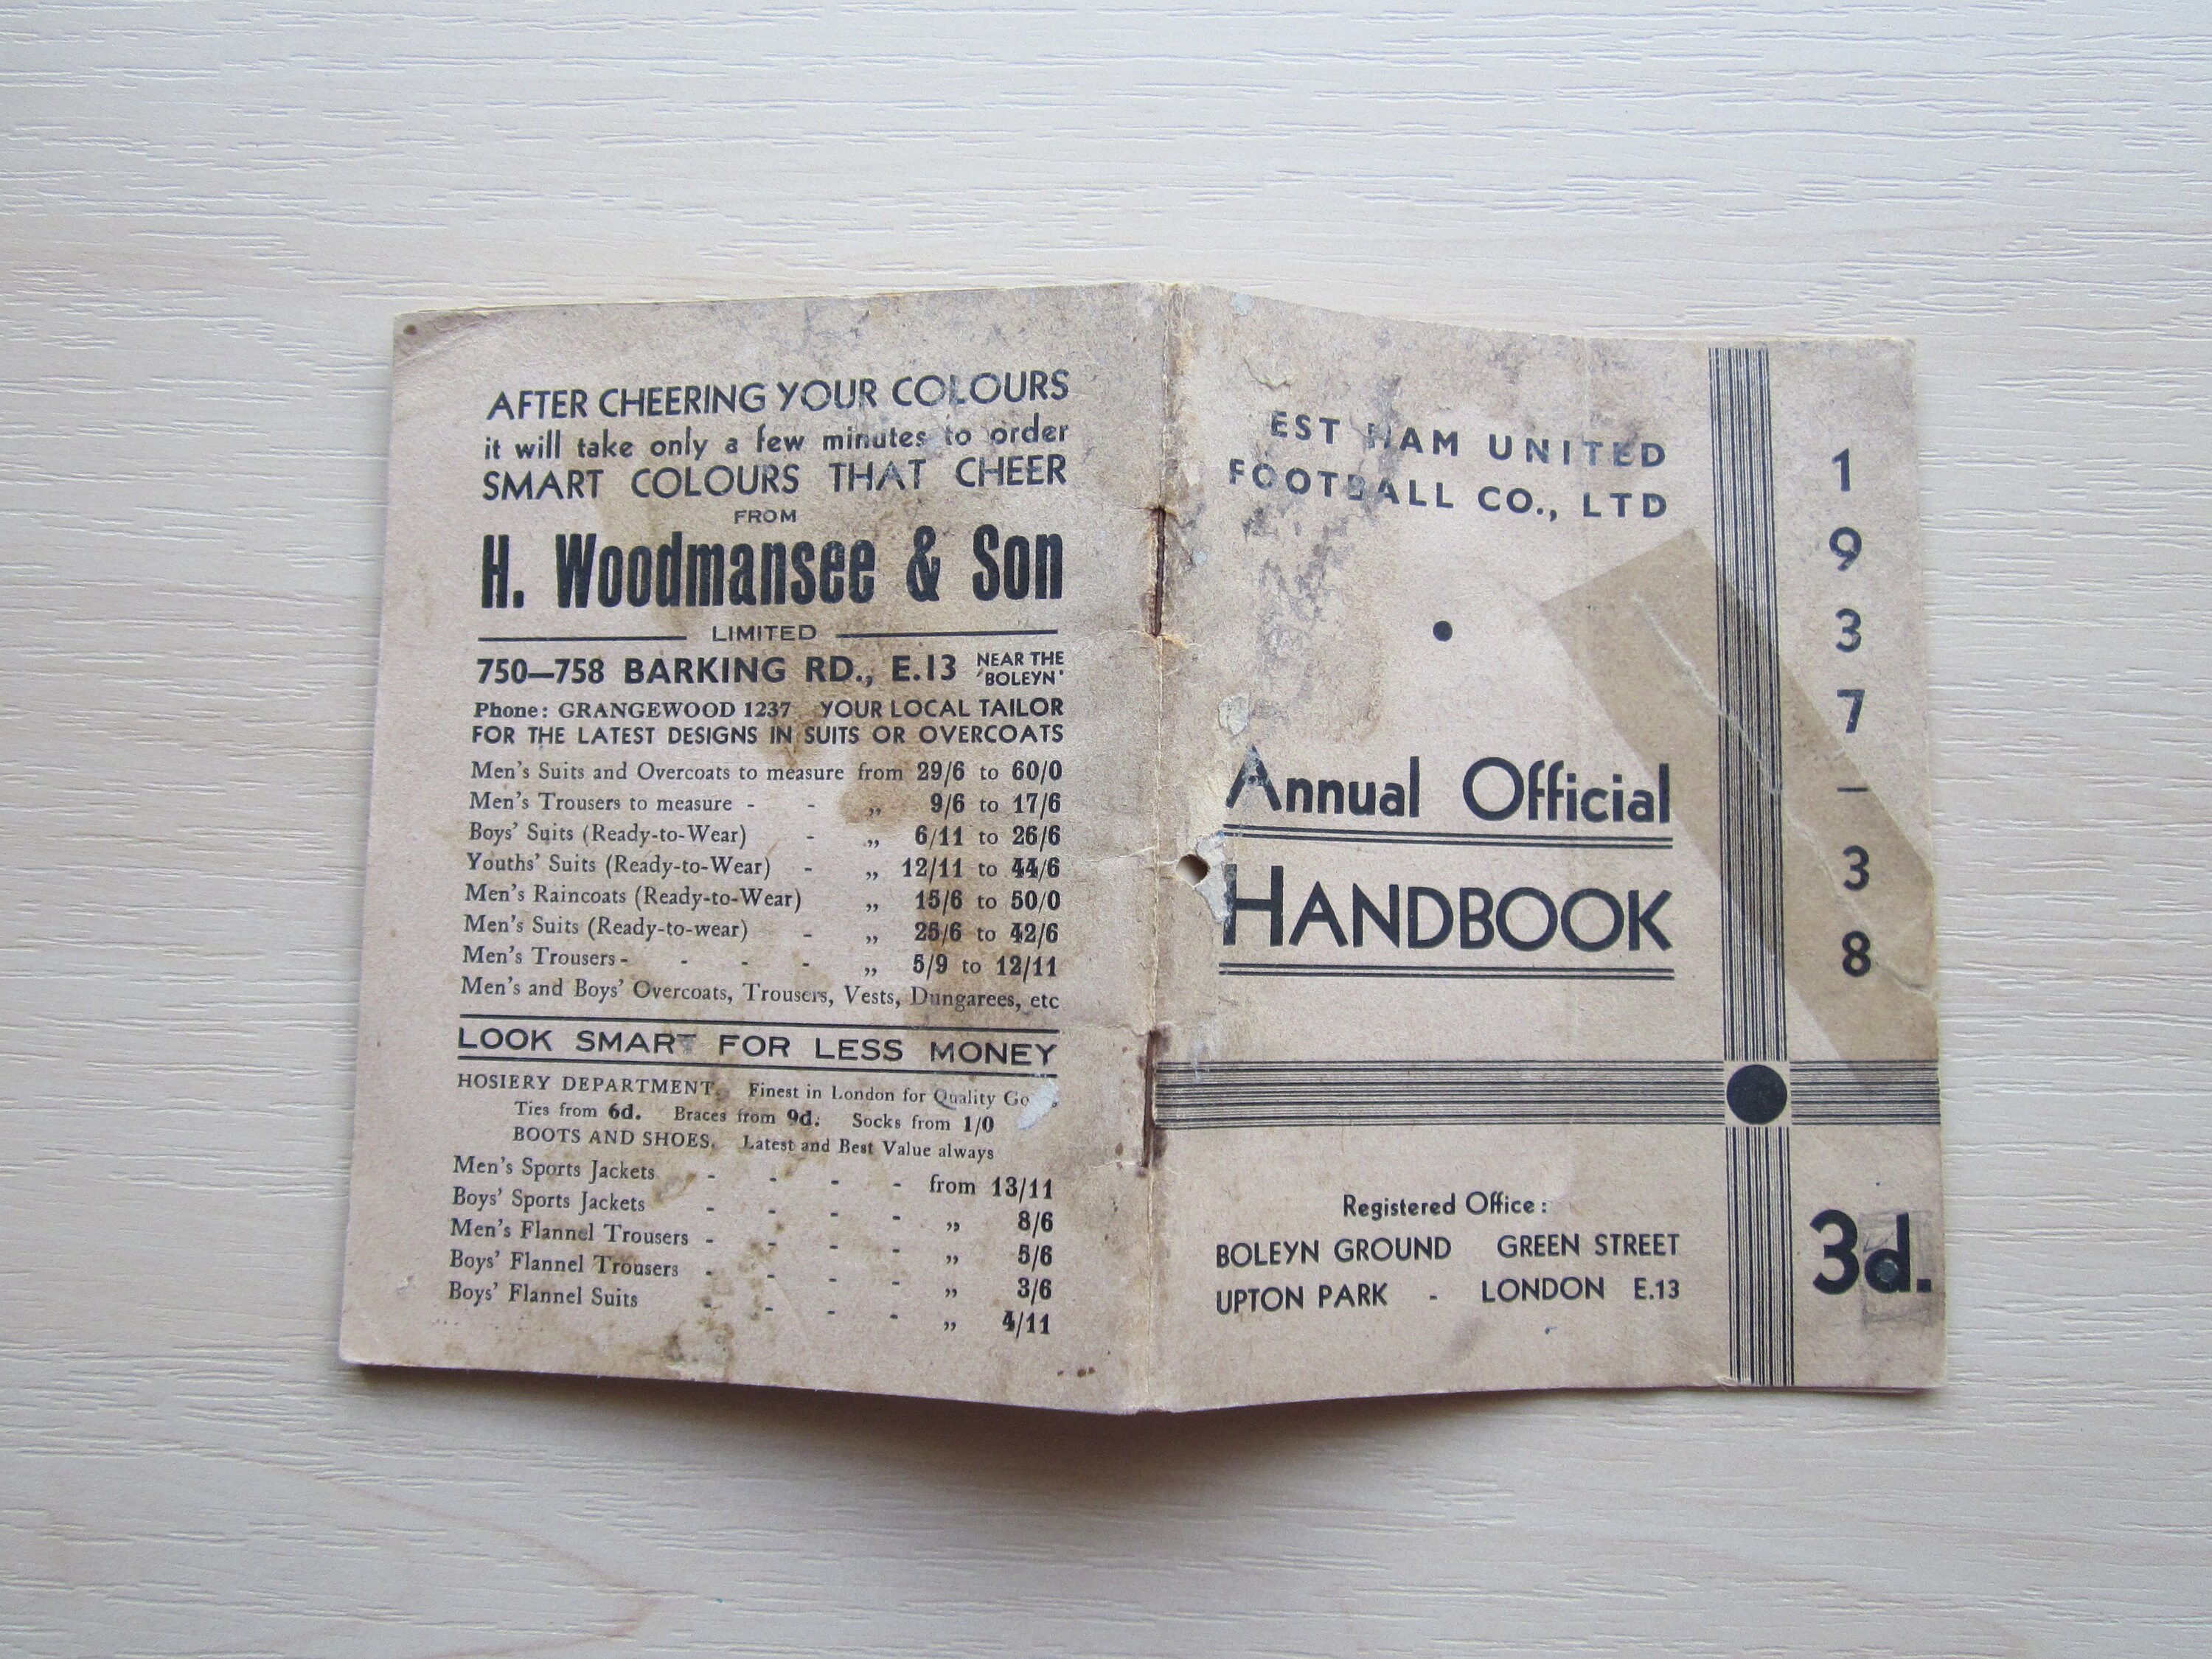 AFTER CHEERING YOUR COLOURS
it will take only a few minutes to order
SMART COLOURS THAT CHEER
FROM
H. Woodmansee & Son
LIMITED
750—758 BARKING RD., E.13 NEAR THE 'BOLEYN'
Phone: GRANGEWOOD 1237 YOUR LOCAL TAILOR
FOR THE LATEST DESIGNS IN SUITS OR OVERCOATS
Men's Suits and Overcoats to measure from 29/6 to 60/0
Men's Trousers to measure - - „ 9/6 to 17/6
Boys' Suits (Ready-to-Wear) - „ 6/11 to 26/6
Youths' Suits (Ready-to-Wear) - „ 12/11 to 44/6
Men's Raincoats (Ready-to-Wear) „ 15/6 to 50/0
Men's Suits (Ready-to-wear) - „ 25/6 to 42/6
Men's Trousers - - - - „ 5/9 to 12/11
Men's and Boys' Overcoats, Trousers, Vests, Dungarees, etc
LOOK SMART FOR LESS MONEY
HOSIERY DEPARTMENT. Finest in London for Quality
Ties from 6d. Braces from 9d. Socks from 1/0
BOOTS AND SHOES. Latest and Best Value always
Men's Sports Jackets - - - - from 13/11
Boys' Sports Jackets - - - - „ 8/6
Men's Flannel Trousers - - - - „ 5/6
Boys' Flannel Trousers - - - - „ 3/6
Boys' Flannel Suits - - - „ 4/11
EST HAM UNITED
FOOTBALL CO., LTD
Annual Official
HANDBOOK
Registered Office:
BOLEYN GROUND GREEN STREET
UPTON PARK - LONDON E.13
1
9
3
7
–
3
8
3d.